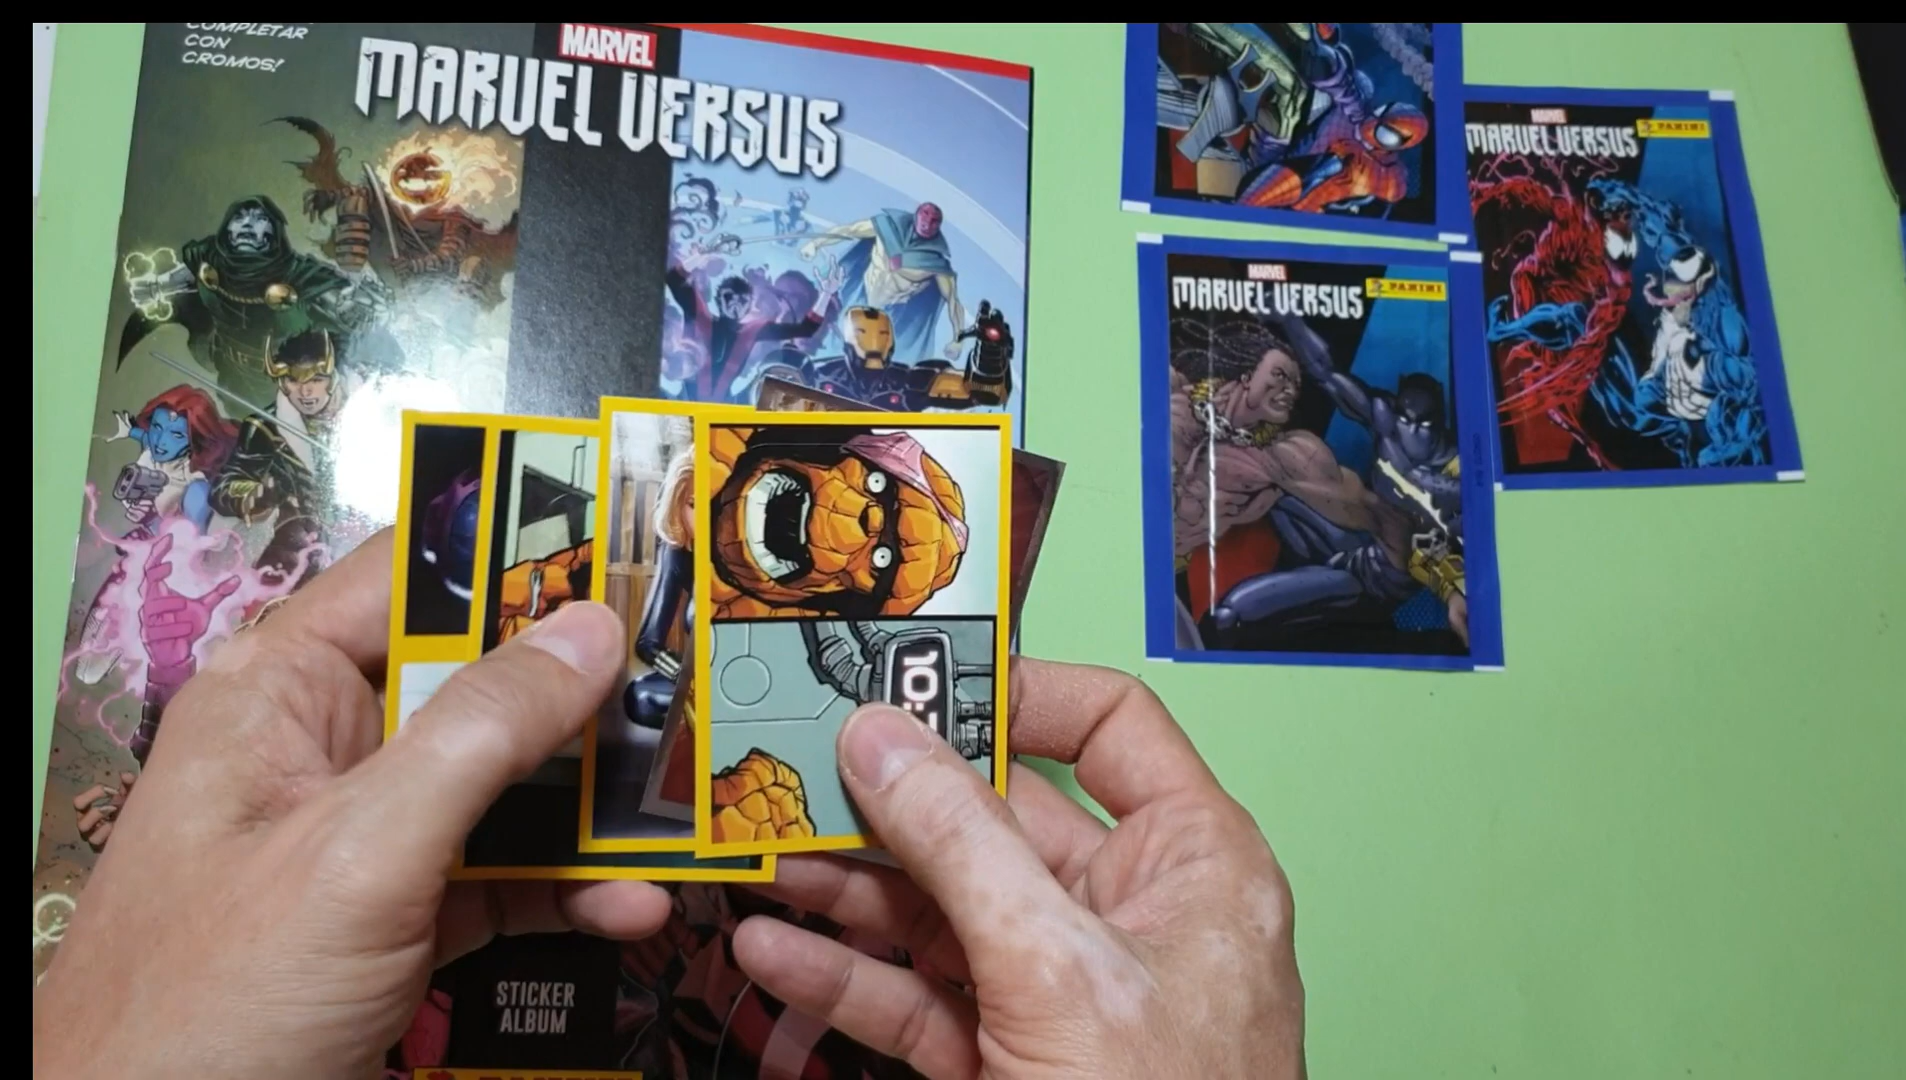 COMPLETAR
CON
CROMOS!
MARVEL
MARVEL VERSUS
MARVEL
MARVEL VERSUS
PANINI
MARVEL
MARVEL VERSUS
PANINI
STICKER
ALBUM